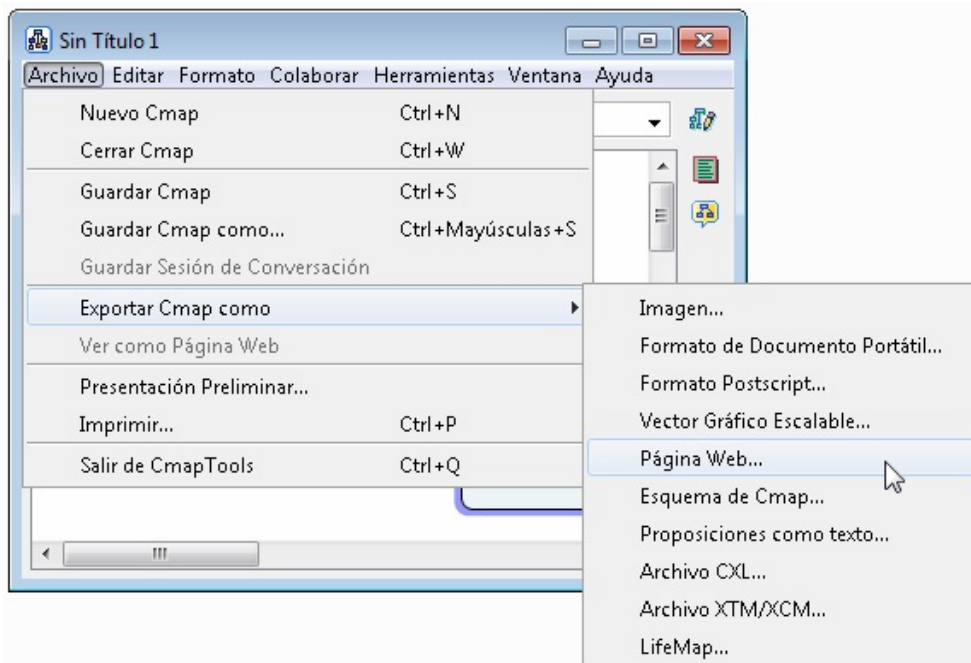 Sin Título 1
Archivo Editar Formato Colaborar Herramientas Ventana Ayuda
Nuevo Cmap Ctrl+N
Cerrar Cmap Ctrl+W
Guardar Cmap Ctrl+S
Guardar Cmap como... Ctrl+Mayúsculas+S
Guardar Sesión de Conversación
Exportar Cmap como
Ver como Página Web
Presentación Preliminar...
Imprimir... Ctrl+P
Salir de CmapTools Ctrl+Q
Imagen...
Formato de Documento Portátil...
Formato Postscript...
Vector Gráfico Escalable...
Página Web...
Esquema de Cmap...
Proposiciones como texto...
Archivo CXL...
Archivo XTM/XCM...
LifeMap...